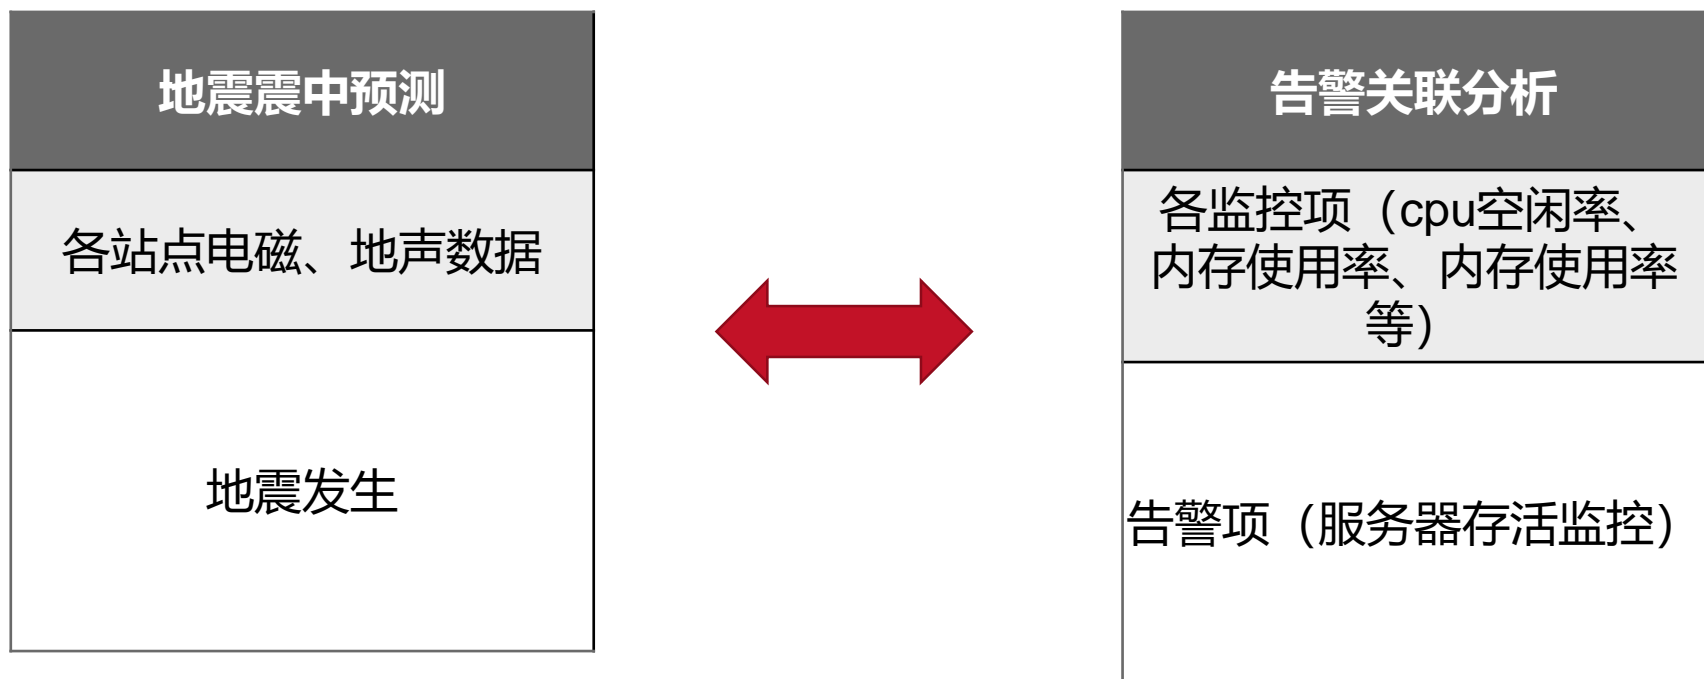 地震震中预测
各站点电磁、地声数据
地震发生
告警关联分析
各监控项（cpu空闲率、
内存使用率、内存使用率
等）
告警项（服务器存活监控）